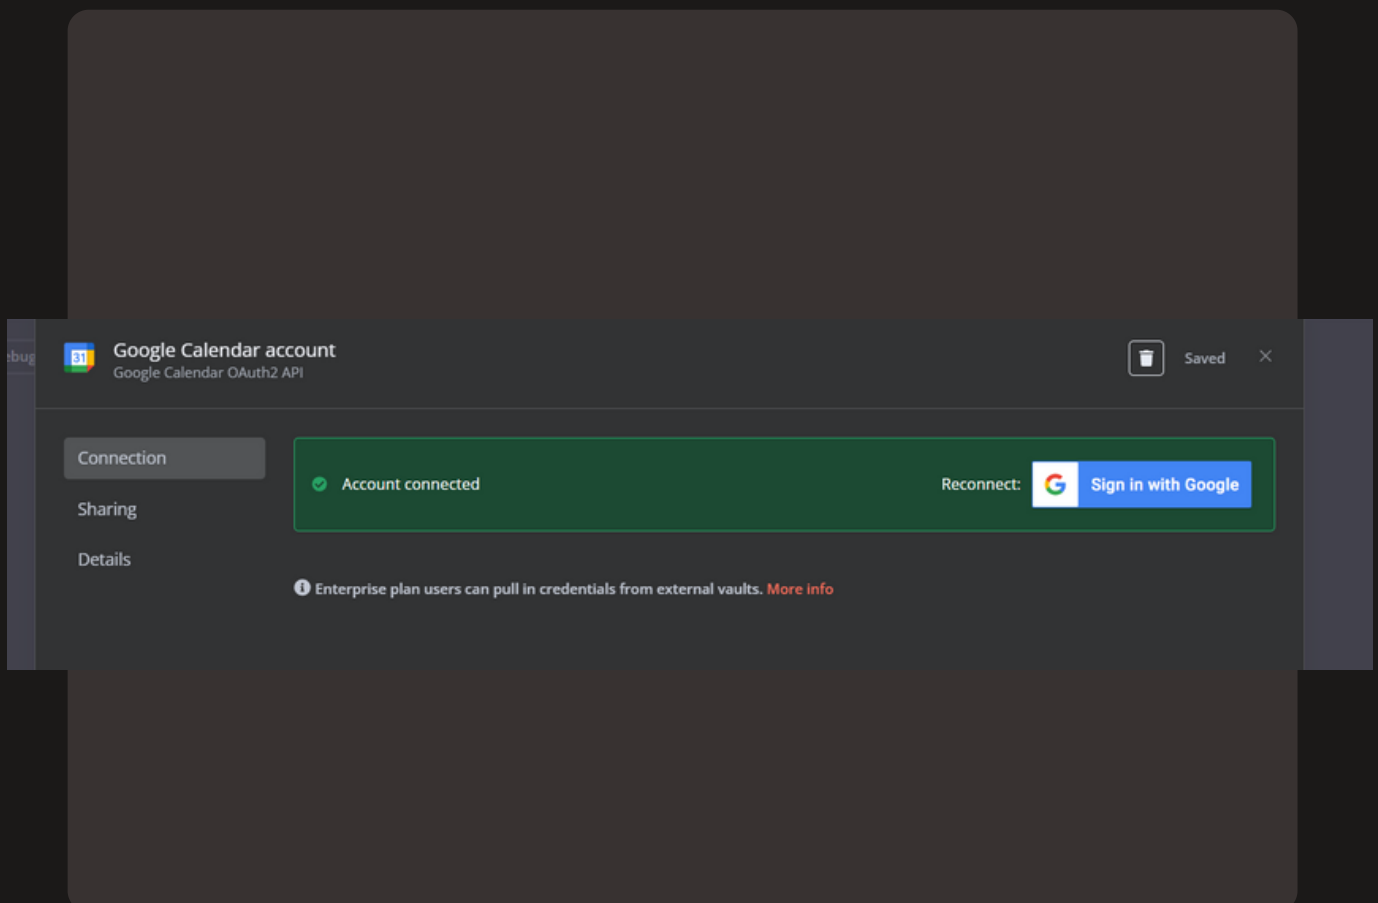 Google Calendar account
Google Calendar OAuth2 API
Saved
ebug
31
Connection
Sharing
Details
Account connected
Reconnect:
G Sign in with Google
Enterprise plan users can pull in credentials from external vaults. More info